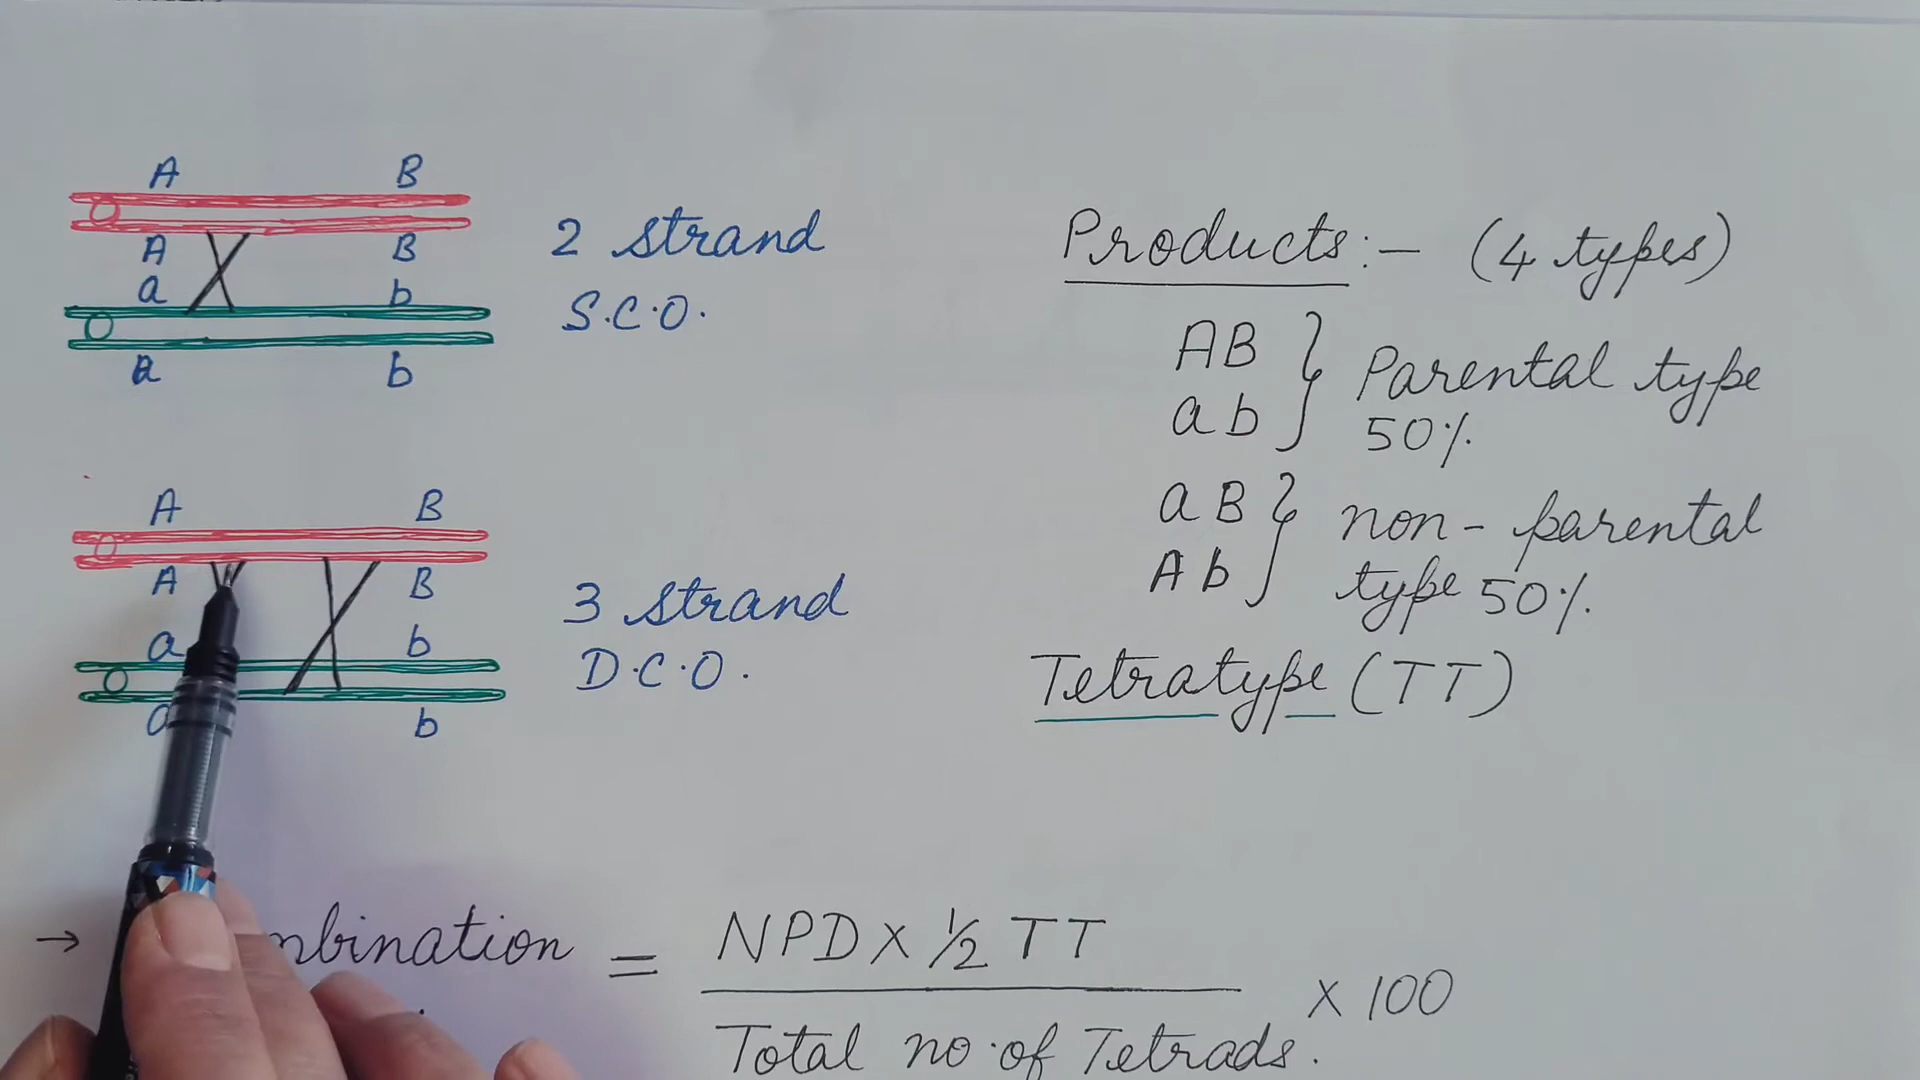 A B
A B
a b
a b
2 strand
S.C.O.
A B
A B
a b
a b
3 strand
D.C.O.
Products:- (4 types)
AB
ab
Parental type
50%
aB
Ab
non-parental
type 50%
Tetratype (TT)
→ mbination = NPD X 1/2 TT
Total no. of Tetrads.
X 100